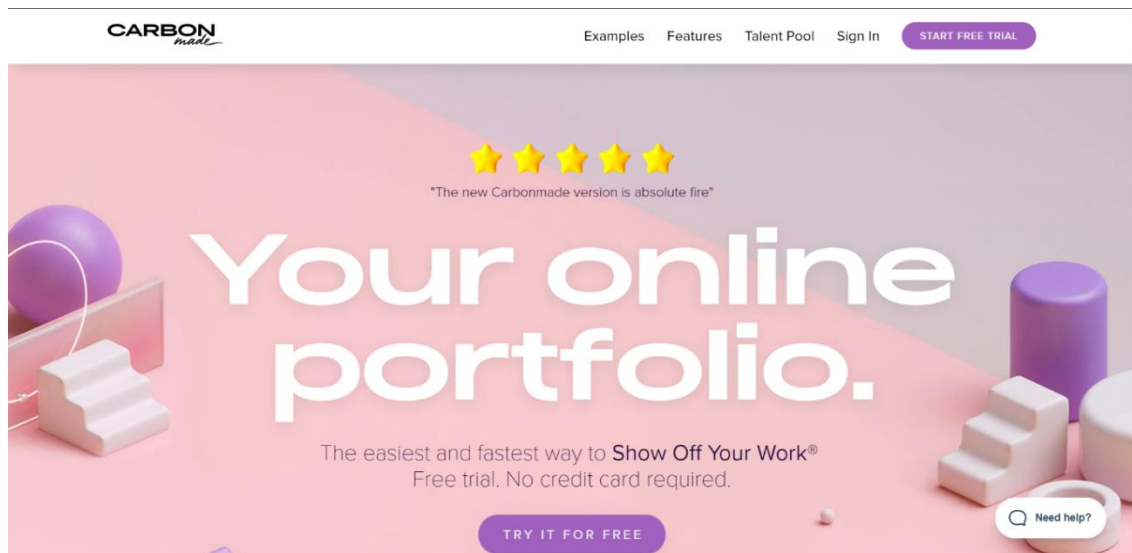 CARBON
made
Examples Features Talent Pool Sign In START FREE TRIAL
"The new Carbonmade version is absolute fire"
Your online
portfolio.
The easiest and fastest way to Show Off Your Work®
Free trial. No credit card required.
TRY IT FOR FREE
Need help?